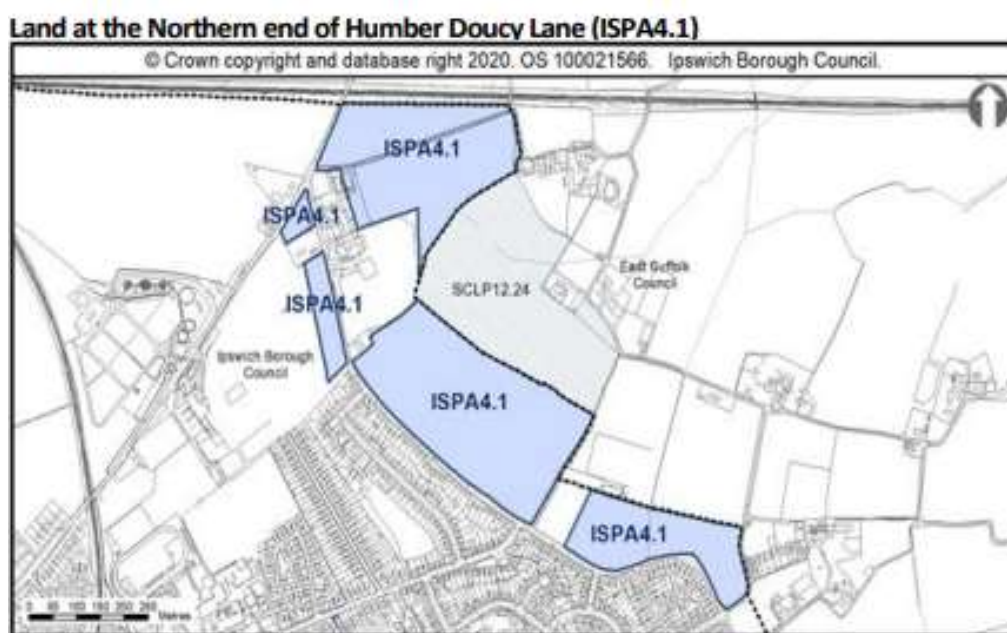 Land at the Northern end of Humber Doucy Lane (ISPA4.1)
© Crown copyright and database right 2020. OS 100021566. Ipswich Borough Council.
ISPA4.1
ISPA4.1
East Suffolk
Council
SCLP12.24
ISPA4.1
Ipswich Borough
Council
ISPA4.1
ISPA4.1
Metres